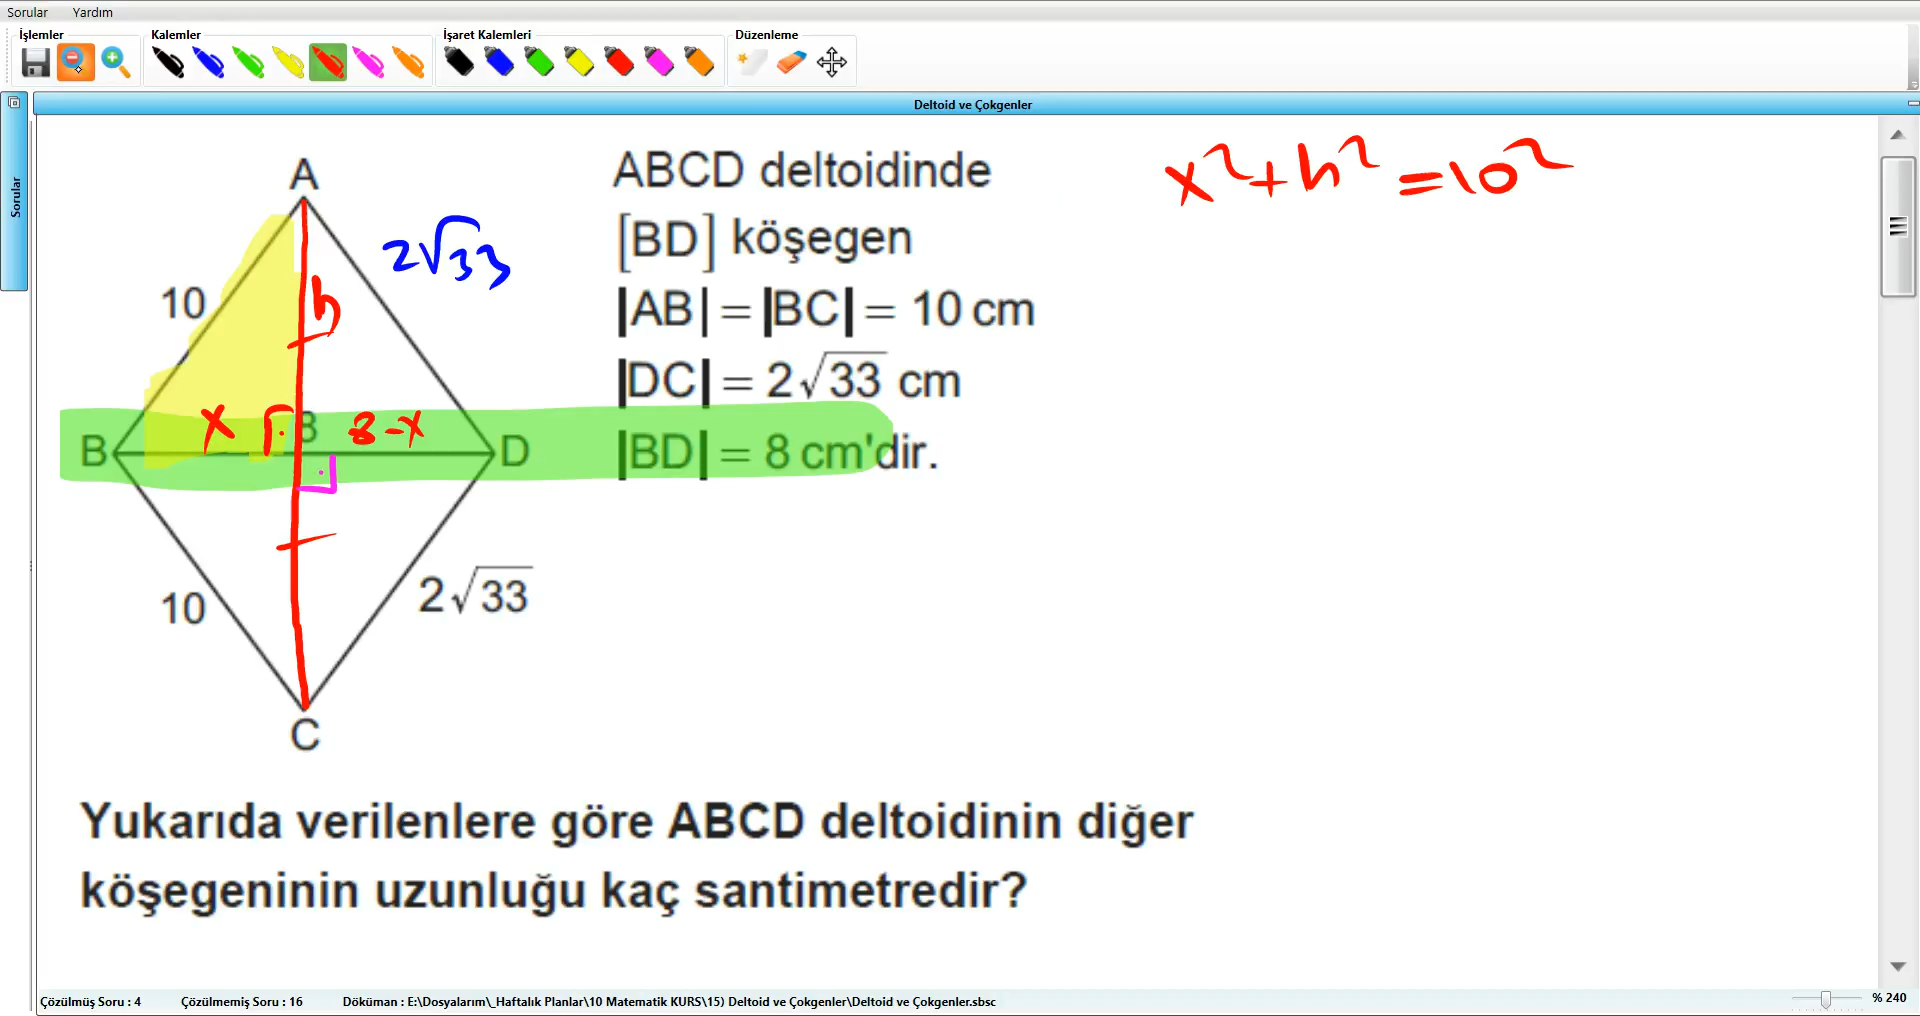 Sorular Yardım
İşlemler Kalemler İşaret Kalemleri Düzenleme
Deltoid ve Çokgenler
Sorular
A
2√33
10
h
x 8 8-x
B D
10
2√33
C
ABCD deltoidinde
[BD] köşegen
|AB| = |BC| = 10 cm
|DC| = 2√33 cm
|BD| = 8 cm'dir.
x² + h² = 10²
Yukarıda verilenlere göre ABCD deltoidinin diğer
köşegeninin uzunluğu kaç santimetredir?
Çözülmüş Soru : 4 Çözülmemiş Soru : 16 Döküman : E:\Dosyalarım\_Haftalık Planlar\10 Matematik KURS\15) Deltoid ve Çokgenler\Deltoid ve Çokgenler.sbsc % 240